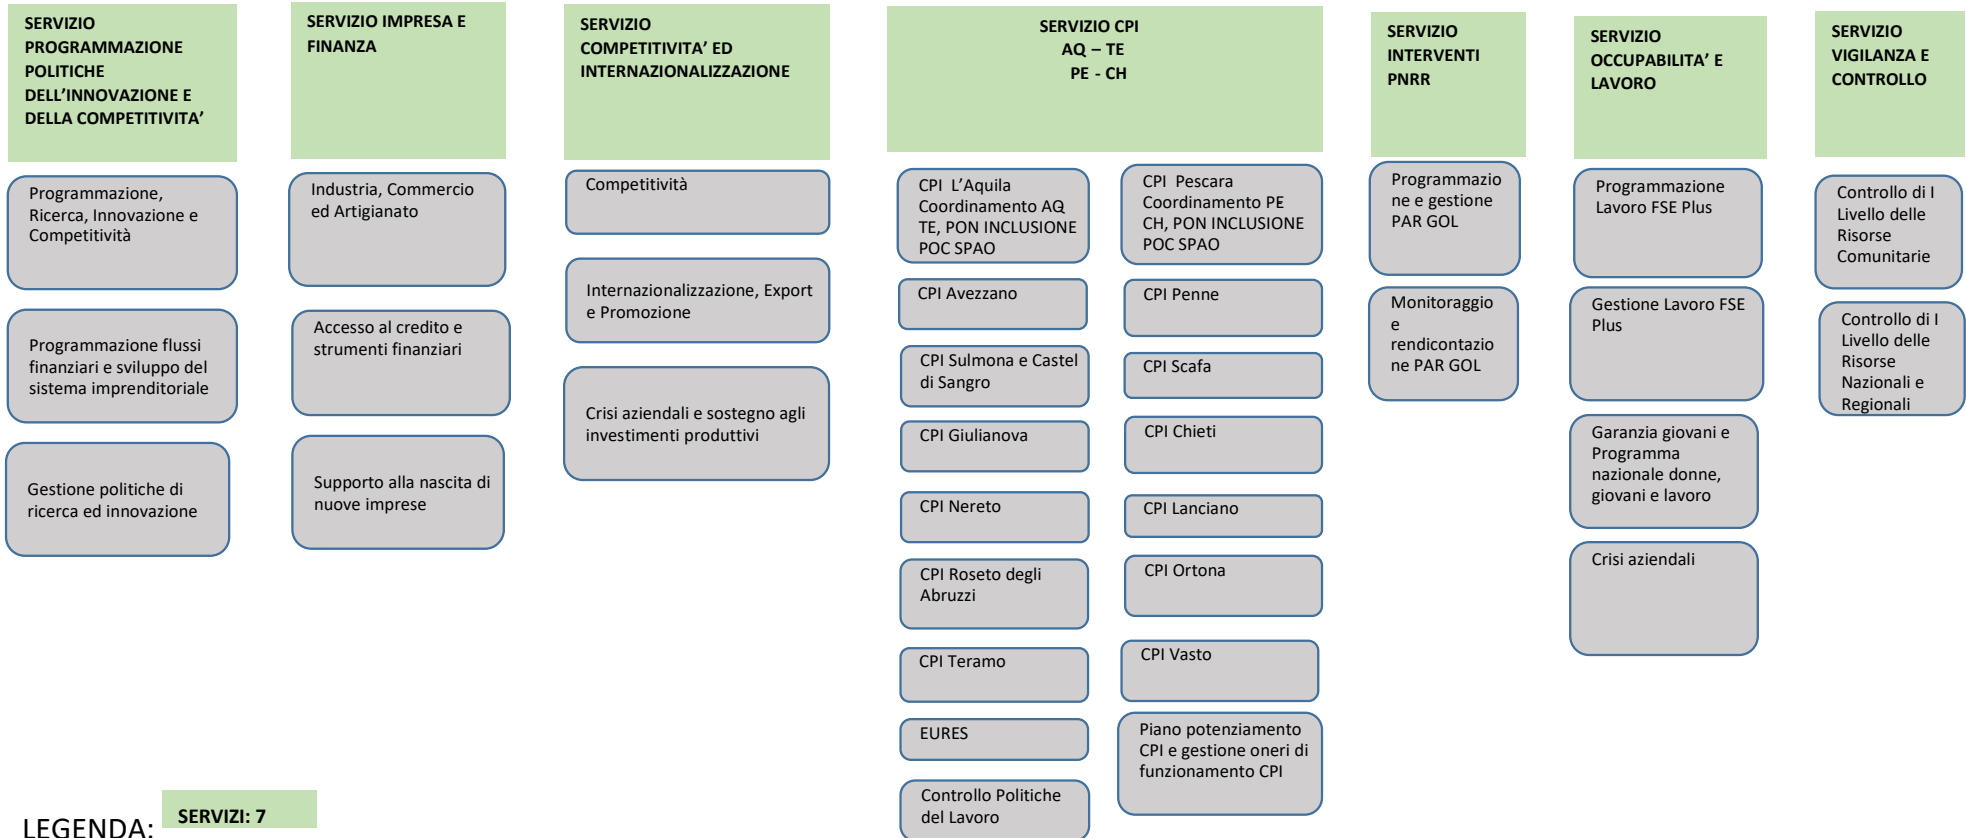 SERVIZIO
PROGRAMMAZIONE
POLITICHE
DELL’INNOVAZIONE E
DELLA COMPETITIVITA’
Programmazione,
Ricerca, Innovazione e
Competitività
Programmazione flussi
finanziari e sviluppo del
sistema imprenditoriale
Gestione politiche di
ricerca ed innovazione
SERVIZIO IMPRESA E
FINANZA
Industria, Commercio
ed Artigianato
Accesso al credito e
strumenti finanziari
Supporto alla nascita di
nuove imprese
SERVIZIO
COMPETITIVITA’ ED
INTERNAZIONALIZZAZIONE
Competitività
Internazionalizzazione, Export
e Promozione
Crisi aziendali e sostegno agli
investimenti produttivi
SERVIZIO CPI
AQ – TE
PE - CH
CPI L’Aquila
Coordinamento AQ
TE, PON INCLUSIONE
POC SPAO
CPI Avezzano
CPI Sulmona e Castel
di Sangro
CPI Giulianova
CPI Nereto
CPI Roseto degli
Abruzzi
CPI Teramo
EURES
Controllo Politiche
del Lavoro
CPI Pescara
Coordinamento PE
CH, PON INCLUSIONE
POC SPAO
CPI Penne
CPI Scafa
CPI Chieti
CPI Lanciano
CPI Ortona
CPI Vasto
Piano potenziamento
CPI e gestione oneri di
funzionamento CPI
SERVIZIO
INTERVENTI
PNRR
Programmazio
ne e gestione
PAR GOL
Monitoraggio
e
rendicontazio
ne PAR GOL
SERVIZIO
OCCUPABILITA’ E
LAVORO
Programmazione
Lavoro FSE Plus
Gestione Lavoro FSE
Plus
Garanzia giovani e
Programma
nazionale donne,
giovani e lavoro
Crisi aziendali
SERVIZIO
VIGILANZA E
CONTROLLO
Controllo di I
Livello delle
Risorse
Comunitarie
Controllo di I
Livello delle
Risorse
Nazionali e
Regionali
LEGENDA:
SERVIZI: 7